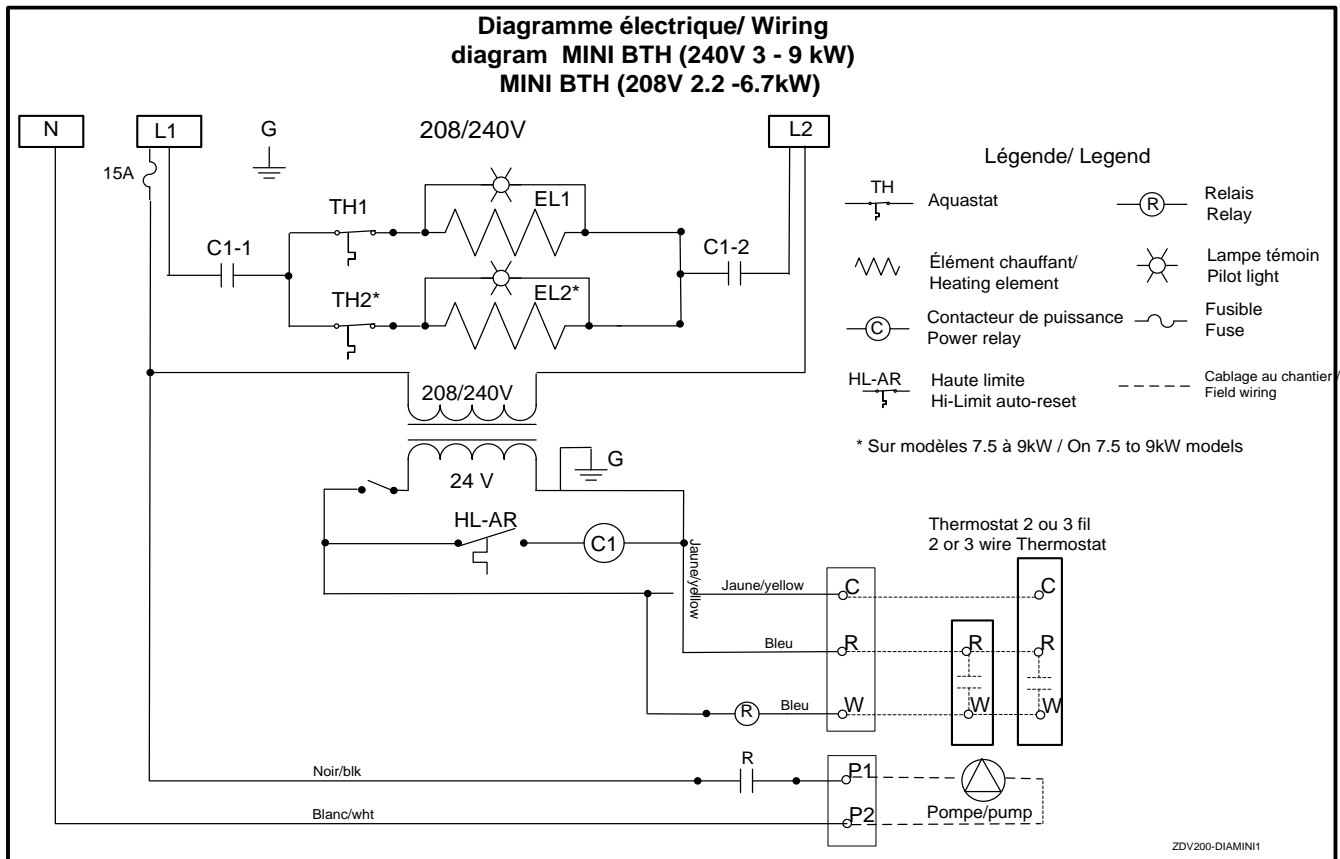 Diagramme électrique/ Wiring
diagram MINI BTH (240V 3 - 9 kW)
MINI BTH (208V 2.2 -6.7kW)
N
L1
G
208/240V
L2
15A
TH1
EL1
C1-1
C1-2
TH2*
EL2*
Légende/ Legend
TH
Aquastat
R
Relais
Relay
Élément chauffant/
Heating element
Lampe témoin
Pilot light
C
Contacteur de puissance
Power relay
Fusible
Fuse
HL-AR
Haute limite
Hi-Limit auto-reset
Cablage au chantier /
Field wiring
* Sur modèles 7.5 à 9kW / On 7.5 to 9kW models
208/240V
24 V
G
HL-AR
C1
Jaune/yellow
Thermostat 2 ou 3 fil
2 or 3 wire Thermostat
Jaune/yellow
C
C
Bleu
R
R
R
R
Bleu
W
W
W
Noir/blk
R
P1
Blanc/wht
P2
Pompe/pump
ZDV200-DIAMINI1